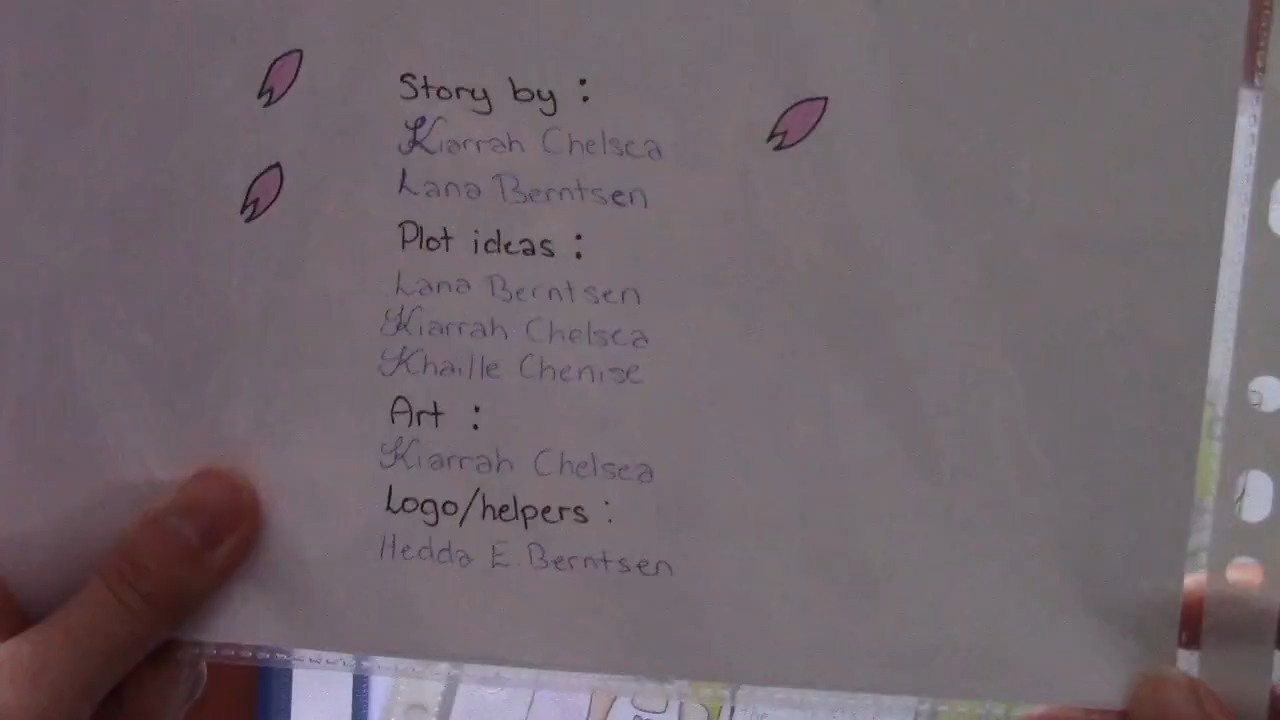 Story by :
Kiarrah Chelsea
Lana Berntsen
Plot ideas :
Lana Berntsen
Kiarrah Chelsea
Khaille Chenise
Art :
Kiarrah Chelsea
Logo/helpers :
Hedda E. Berntsen